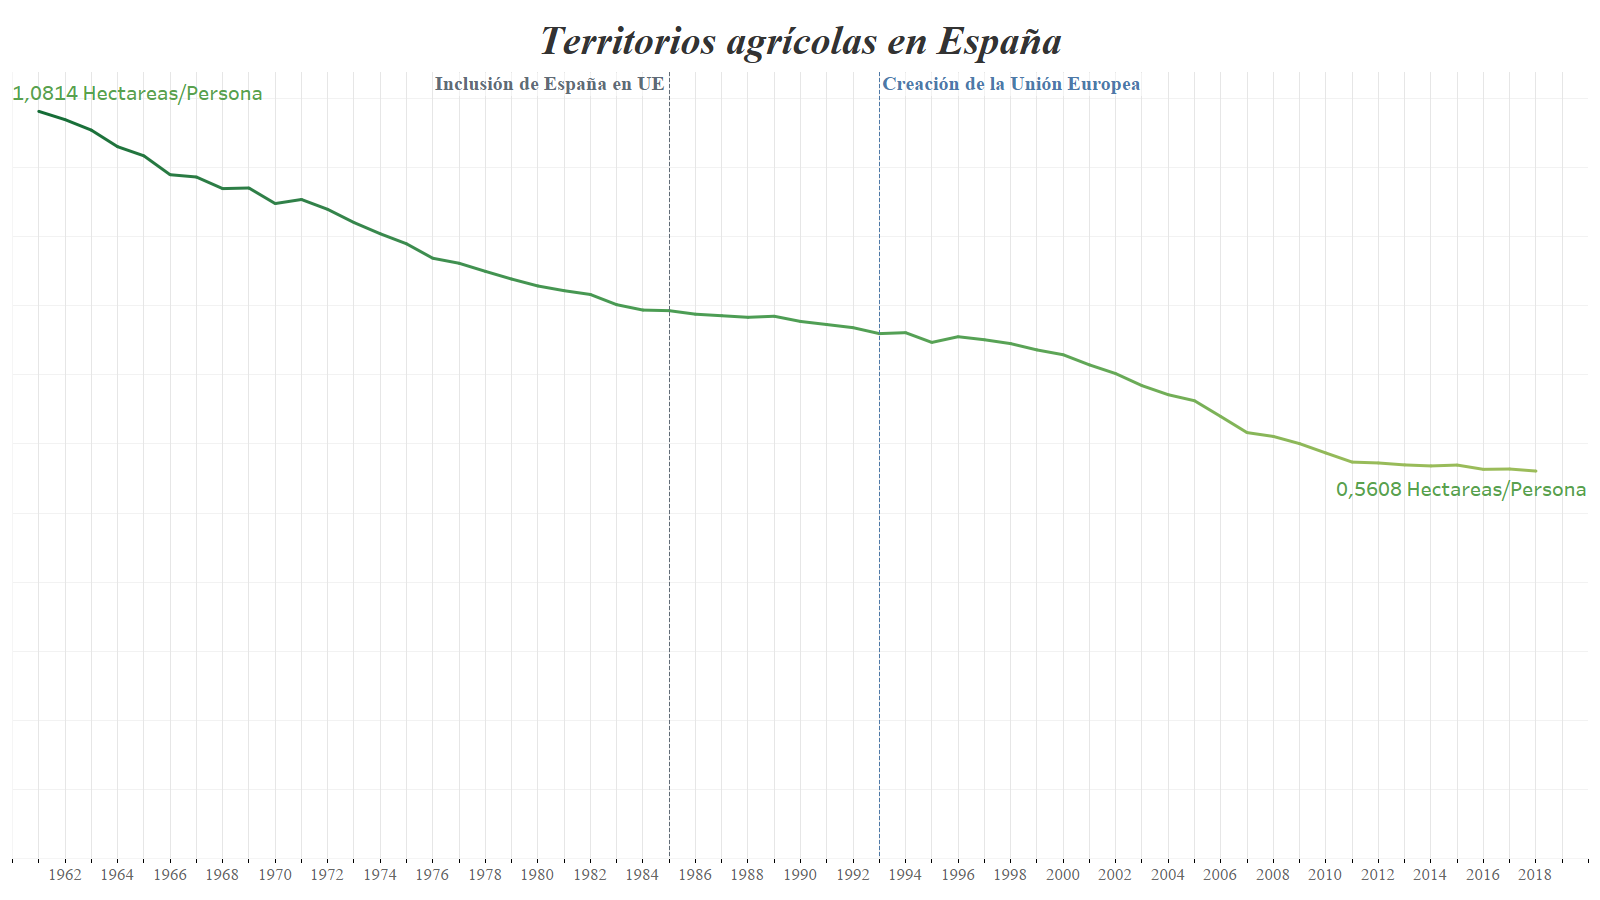 Territorios agrícolas en España
Inclusión de España en UE
Creación de la Unión Europea
1,0814 Hectareas/Persona
0,5608 Hectareas/Persona
1962 1964 1966 1968 1970 1972 1974 1976 1978 1980 1982 1984 1986 1988 1990 1992 1994 1996 1998 2000 2002 2004 2006 2008 2010 2012 2014 2016 2018